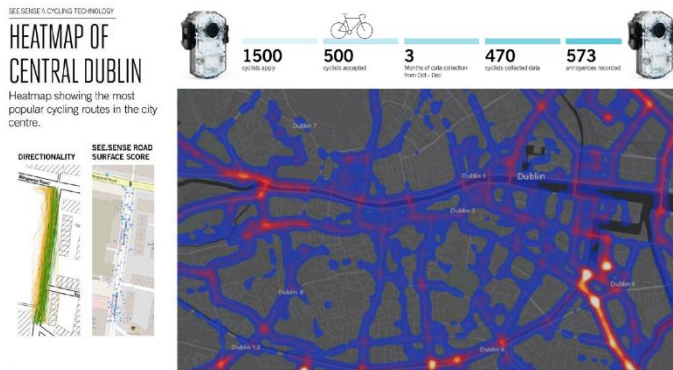 SEE.SENSE \\ CYCLING TECHNOLOGY
HEATMAP OF
CENTRAL DUBLIN
Heatmap showing the most
popular cycling routes in the city
centre.
1500
cyclists apply
500
cyclists accepted
3
Months of data collection
from Oct - Dec
470
cyclists collected data
573
annoyances recorded
DIRECTIONALITY
SEE.SENSE ROAD
SURFACE SCORE
Ringsend Road
Dublin 7
Dublin 1
Dublin
Dublin 2
Dublin 8
Dublin 4
Dublin 12
Dublin 6